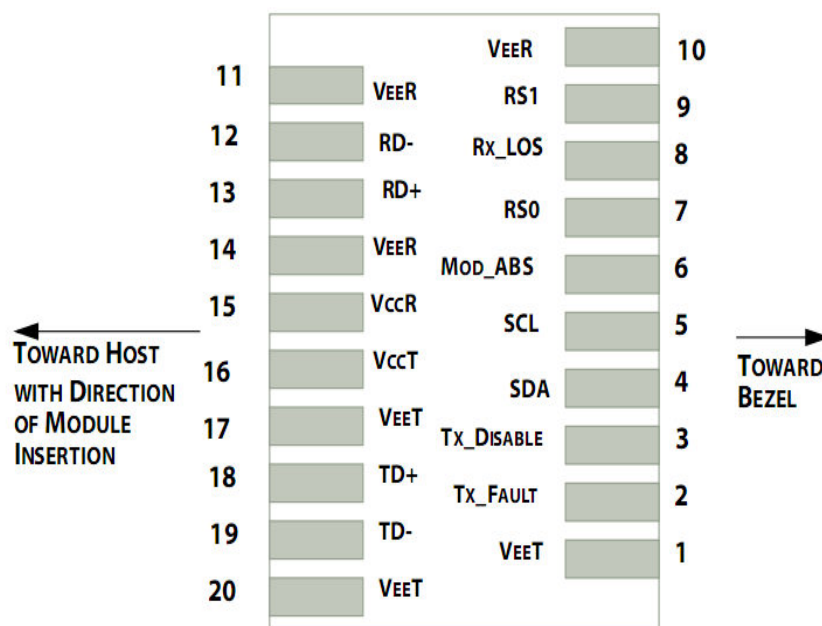 11 VEER
12 RD-
13 RD+
14 VEER
15 VCCR
16 VCCT
17 VEET
18 TD+
19 TD-
20 VEET
VEER 10
RS1 9
RX_LOS 8
RS0 7
MOD_ABS 6
SCL 5
SDA 4
TX_DISABLE 3
TX_FAULT 2
VEET 1
TOWARD HOST
WITH DIRECTION
OF MODULE
INSERTION
TOWARD
BEZEL